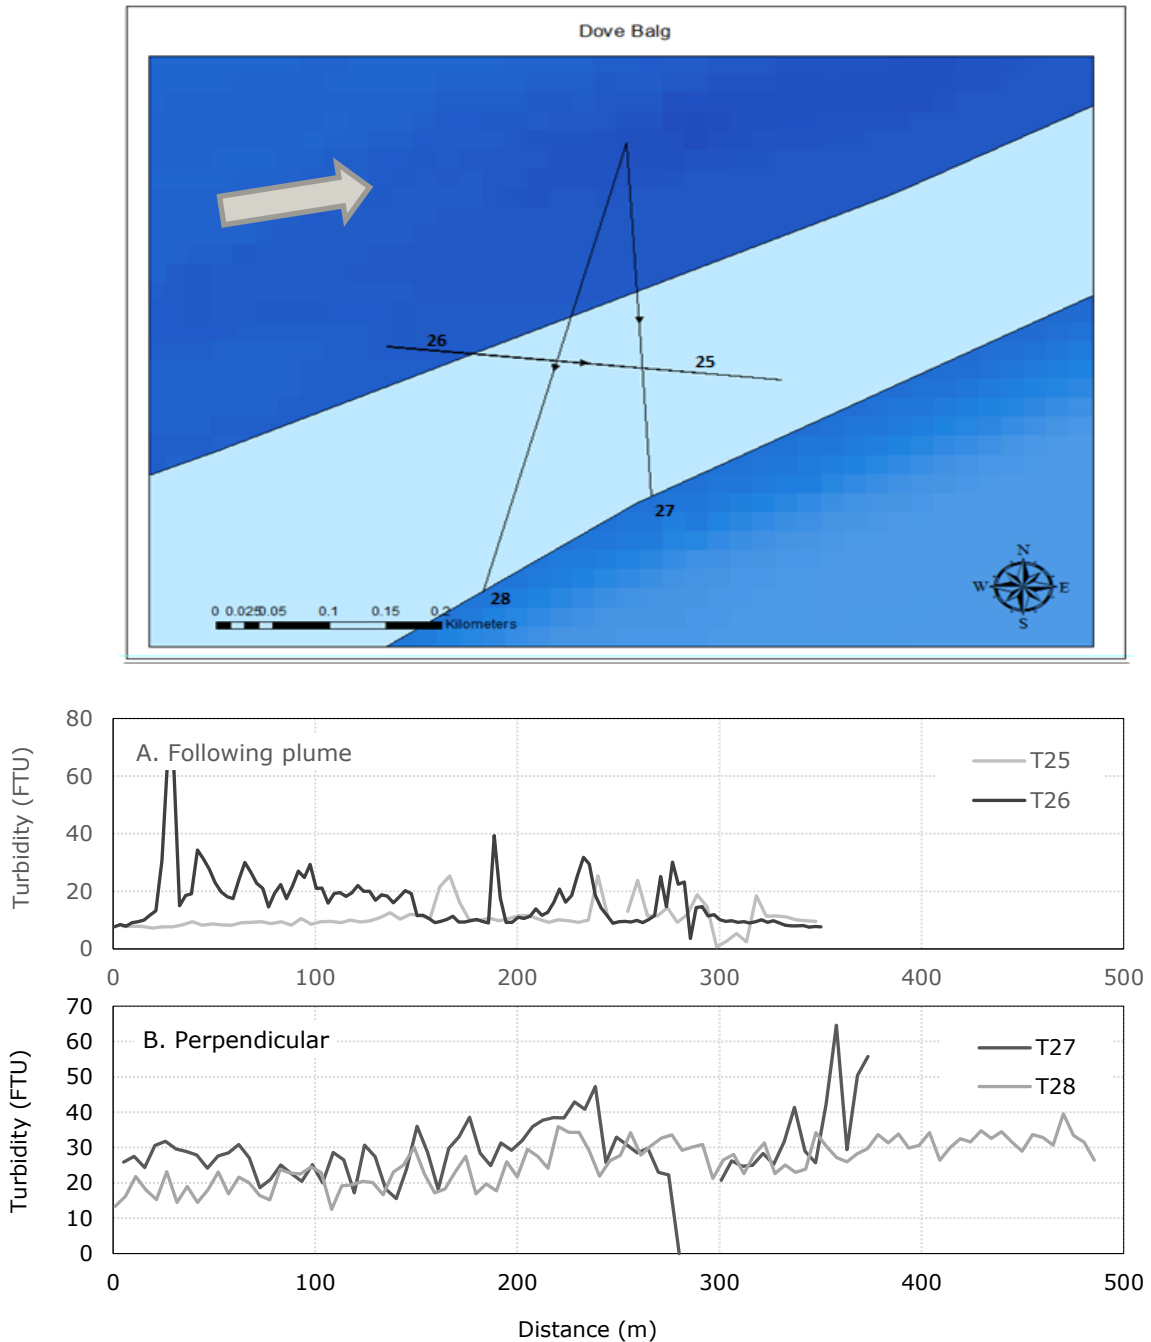 Dove Balg
26
25
27
28
N
W E
S
0 0.0250.05 0.1 0.15 0.2
Kilometers
80
60
40
20
0
Turbidity (FTU)
A. Following plume
T25
T26
0 100 200 300 400 500
70
60
50
40
30
20
10
0
Turbidity (FTU)
B. Perpendicular
T27
T28
0 100 200 300 400 500
Distance (m)